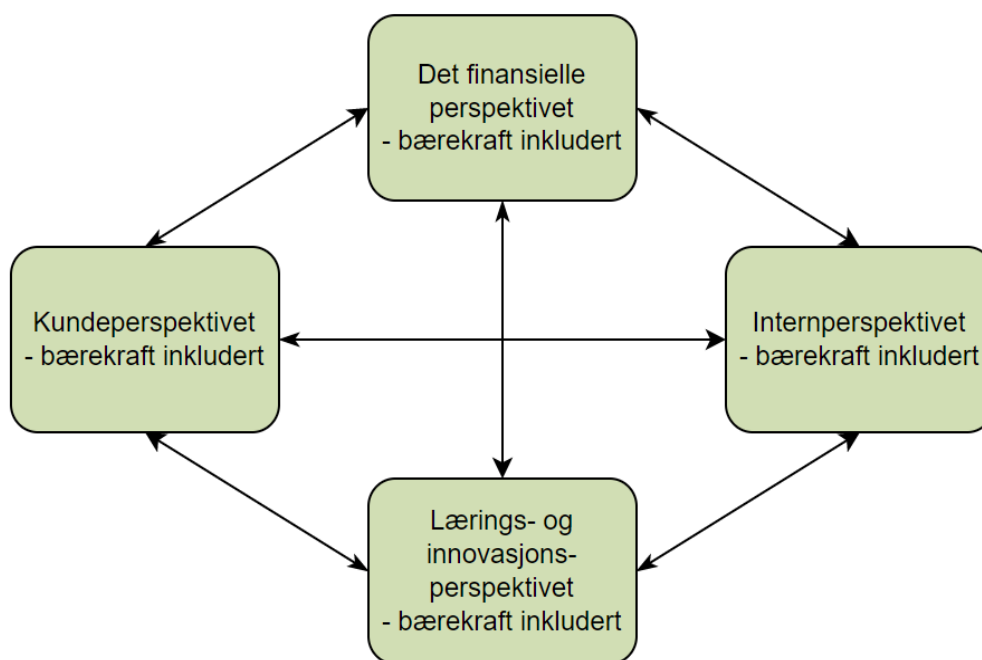 Det finansielle
perspektivet
- bærekraft inkludert
Kundeperspektivet
- bærekraft inkludert
Internperspektivet
- bærekraft inkludert
Lærings- og
innovasjons-
perspektivet
- bærekraft inkludert